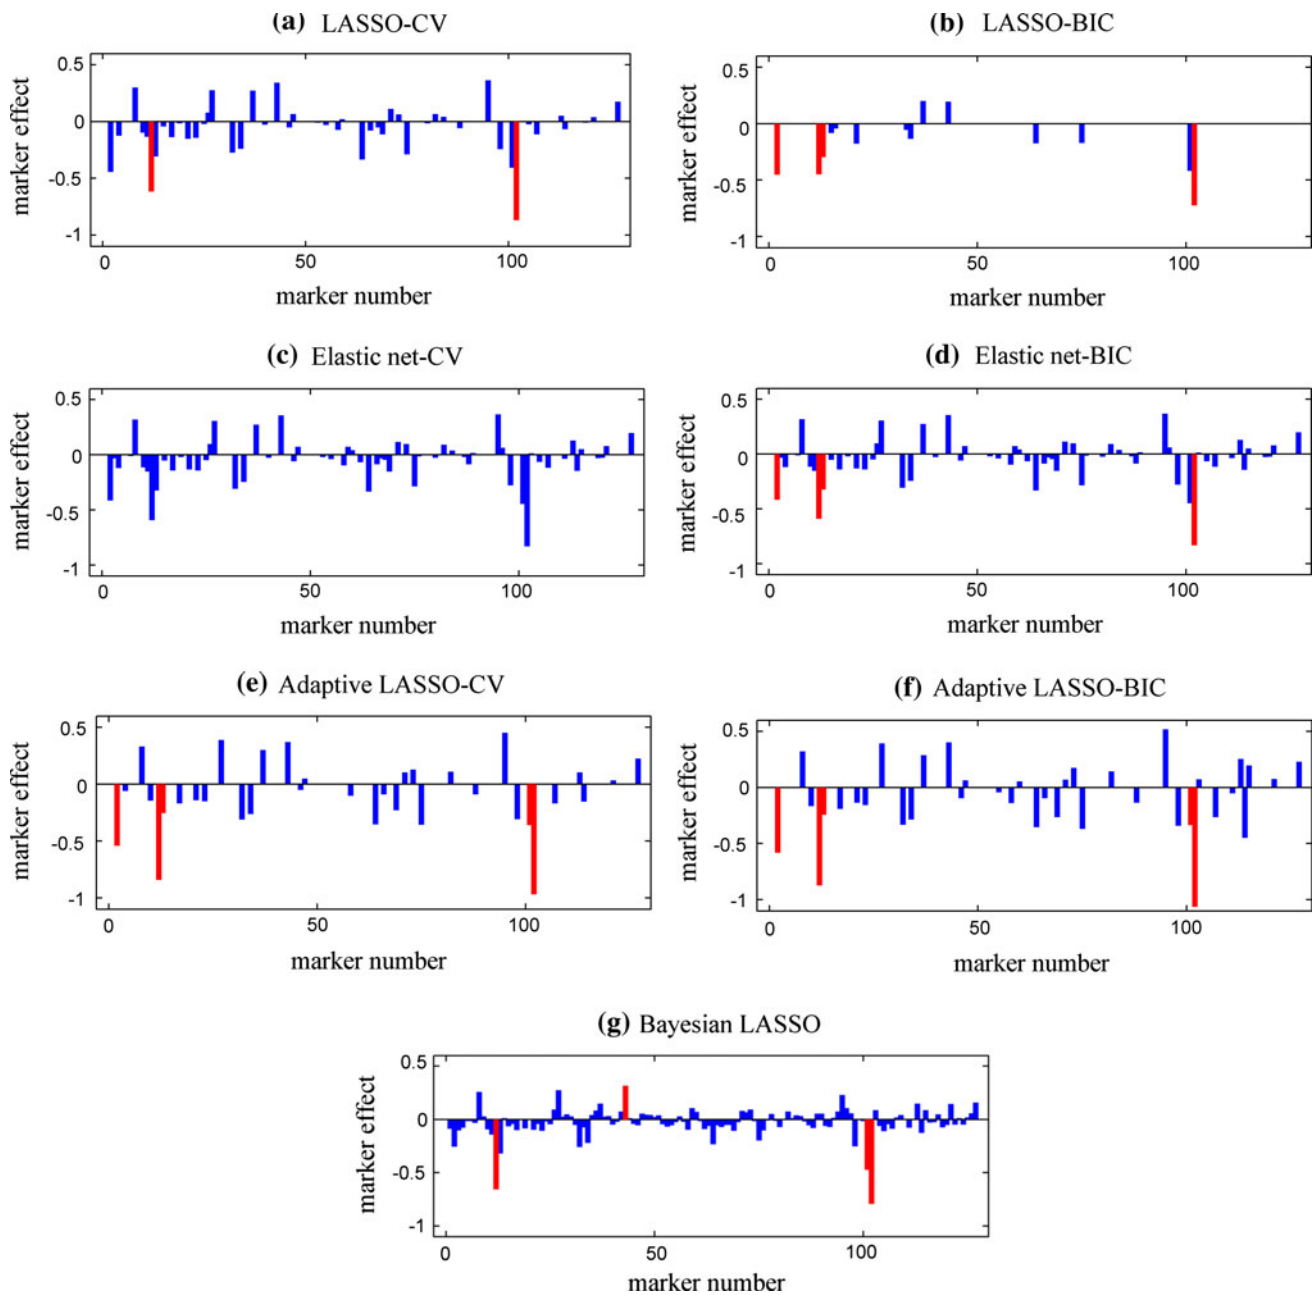 (a) LASSO-CV
0.5
0
-0.5
-1
marker effect
0 50 100
marker number
(b) LASSO-BIC
0.5
0
-0.5
-1
marker effect
0 50 100
marker number
(c) Elastic net-CV
0.5
0
-0.5
-1
marker effect
0 50 100
marker number
(d) Elastic net-BIC
0.5
0
-0.5
-1
marker effect
0 50 100
marker number
(e) Adaptive LASSO-CV
0.5
0
-0.5
-1
marker effect
0 50 100
marker number
(f) Adaptive LASSO-BIC
0.5
0
-0.5
-1
marker effect
0 50 100
marker number
(g) Bayesian LASSO
0.5
0
-0.5
-1
marker effect
0 50 100
marker number